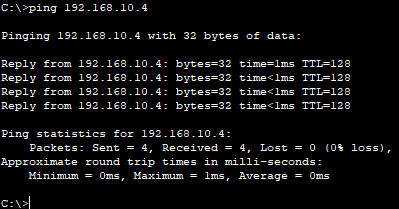 C:\>ping 192.168.10.4
Pinging 192.168.10.4 with 32 bytes of data:
Reply from 192.168.10.4: bytes=32 time=1ms TTL=128
Reply from 192.168.10.4: bytes=32 time<1ms TTL=128
Reply from 192.168.10.4: bytes=32 time<1ms TTL=128
Reply from 192.168.10.4: bytes=32 time<1ms TTL=128
Ping statistics for 192.168.10.4:
    Packets: Sent = 4, Received = 4, Lost = 0 (0% loss),
Approximate round trip times in milli-seconds:
    Minimum = 0ms, Maximum = 1ms, Average = 0ms
C:\>